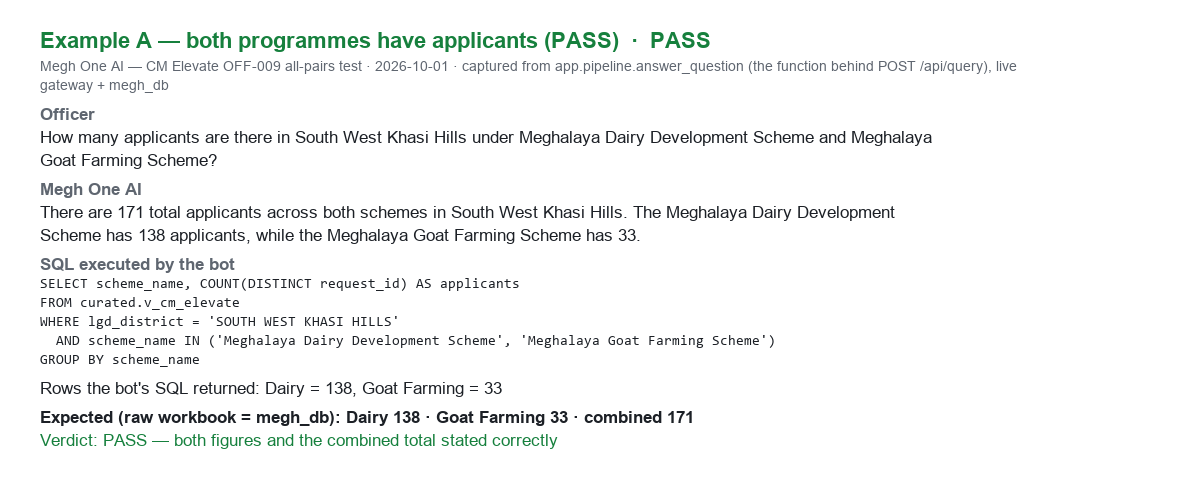 Example A — both programmes have applicants (PASS) · PASS
Megh One AI — CM Elevate OFF-009 all-pairs test · 2026-10-01 · captured from app.pipeline.answer_question (the function behind POST /api/query), live
gateway + megh_db
Officer
How many applicants are there in South West Khasi Hills under Meghalaya Dairy Development Scheme and Meghalaya
Goat Farming Scheme?
Megh One AI
There are 171 total applicants across both schemes in South West Khasi Hills. The Meghalaya Dairy Development
Scheme has 138 applicants, while the Meghalaya Goat Farming Scheme has 33.
SQL executed by the bot
SELECT scheme_name, COUNT(DISTINCT request_id) AS applicants
FROM curated.v_cm_elevate
WHERE lgd_district = 'SOUTH WEST KHASI HILLS'
  AND scheme_name IN ('Meghalaya Dairy Development Scheme', 'Meghalaya Goat Farming Scheme')
GROUP BY scheme_name
Rows the bot's SQL returned: Dairy = 138, Goat Farming = 33
Expected (raw workbook = megh_db): Dairy 138 · Goat Farming 33 · combined 171
Verdict: PASS — both figures and the combined total stated correctly